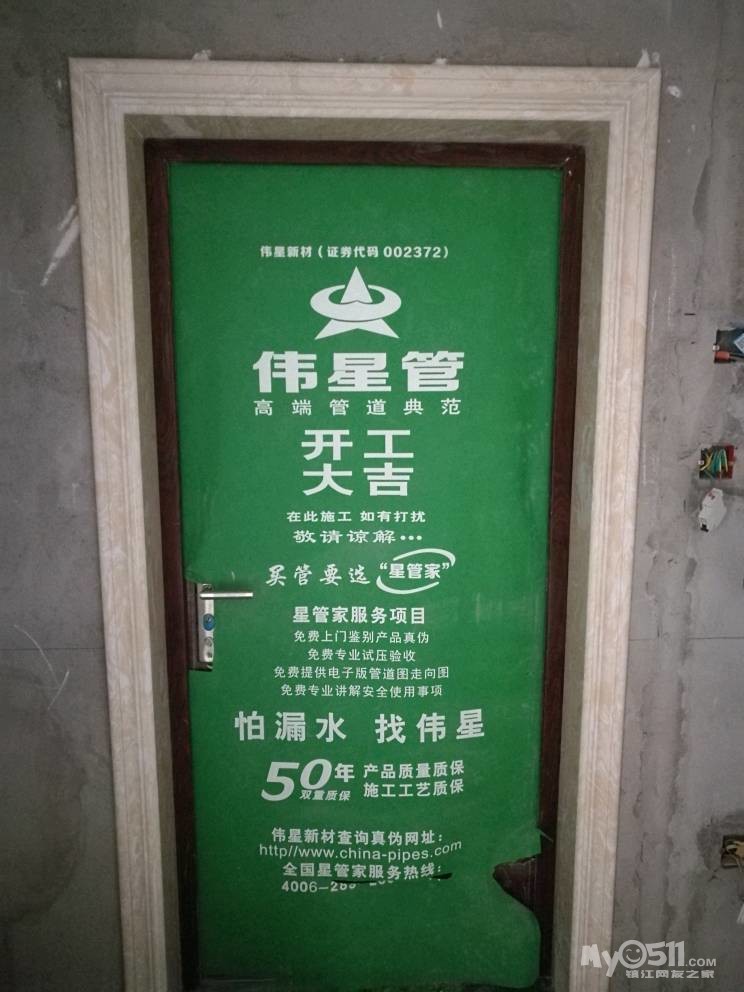 伟星新材（证券代码 002372）
伟星管
高端管道典范
开工
大吉
在此施工 如有打扰
敬请谅解…
买管要选“星管家”
星管家服务项目
免费上门鉴别产品真伪
免费专业试压验收
免费提供电子版管道图走向图
免费专业讲解安全使用事项
怕漏水 找伟星
50年 产品质量质保
双重质保 施工工艺质保
伟星新材查询真伪网址：
http//www.china-pipes.com
全国星管家服务热线：
4006-289-
My0511.com
镇江网友之家